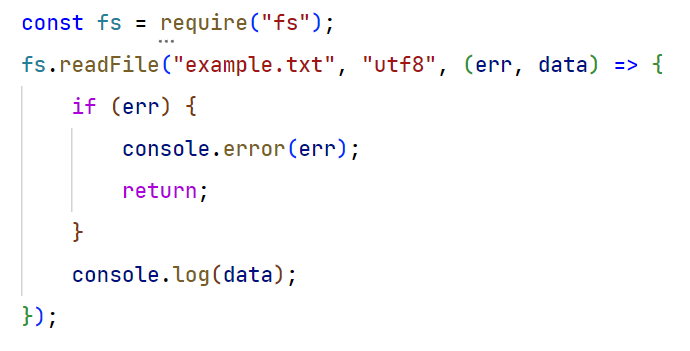 const fs = require("fs");
fs.readFile("example.txt", "utf8", (err, data) => {
    if (err) {
        console.error(err);
        return;
    }
    console.log(data);
});